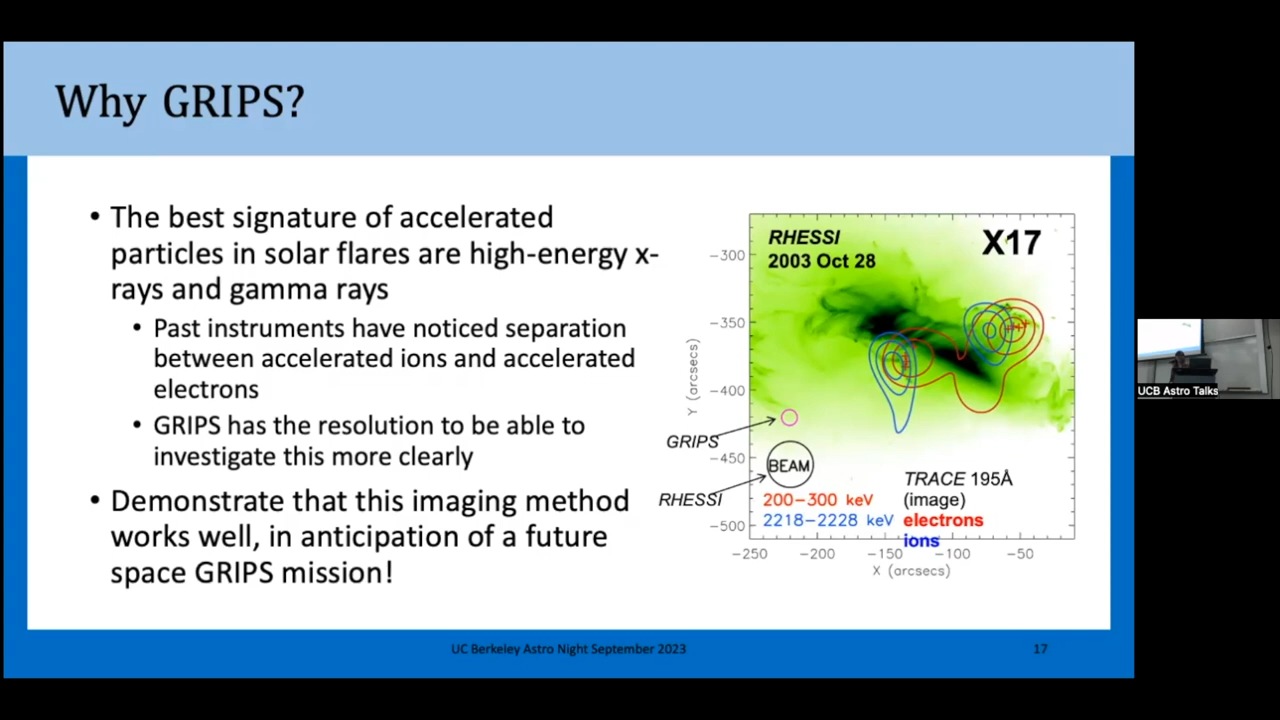 Why GRIPS?
• The best signature of accelerated
particles in solar flares are high-energy x-
rays and gamma rays
• Past instruments have noticed separation
between accelerated ions and accelerated
electrons
• GRIPS has the resolution to be able to
investigate this more clearly
• Demonstrate that this imaging method
works well, in anticipation of a future
space GRIPS mission!
RHESSI
2003 Oct 28
X17
−300
−350
−400
−450
−500
Y (arcsecs)
GRIPS
BEAM
RHESSI
200−300 keV
2218−2228 keV
TRACE 195Å
(image)
electrons
ions
−250
−200
−150
−100
−50
X (arcsecs)
UC Berkeley Astro Night September 2023
17
UCB Astro Talks